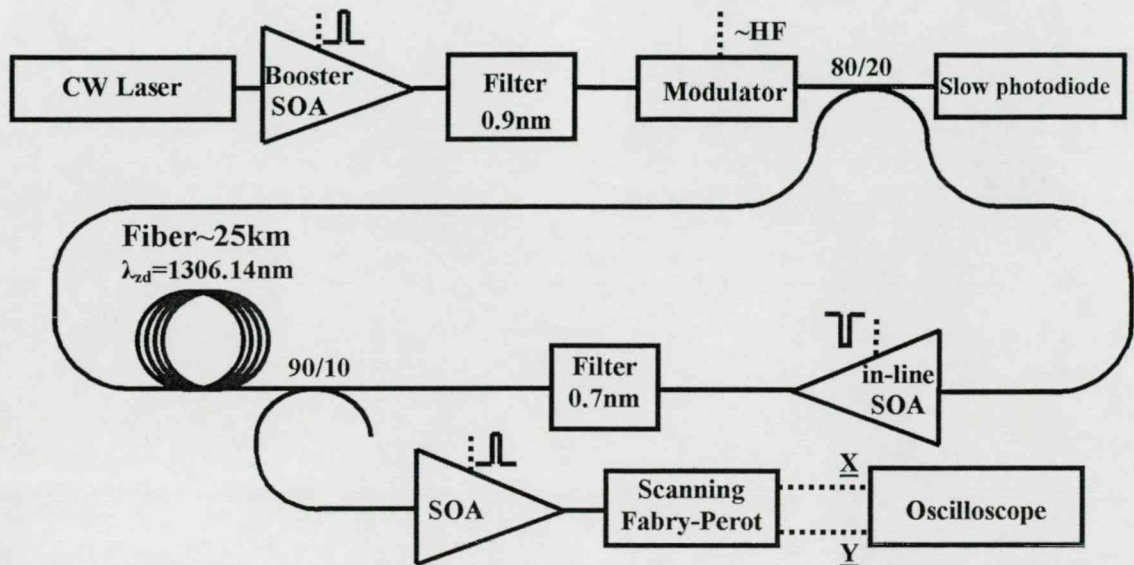 ~HF
CW Laser
Booster
SOA
Filter
0.9nm
Modulator
80/20
Slow photodiode
Fiber~25km
λzd=1306.14nm
90/10
Filter
0.7nm
in-line
SOA
SOA
Scanning
Fabry-Perot
X
Y
Oscilloscope